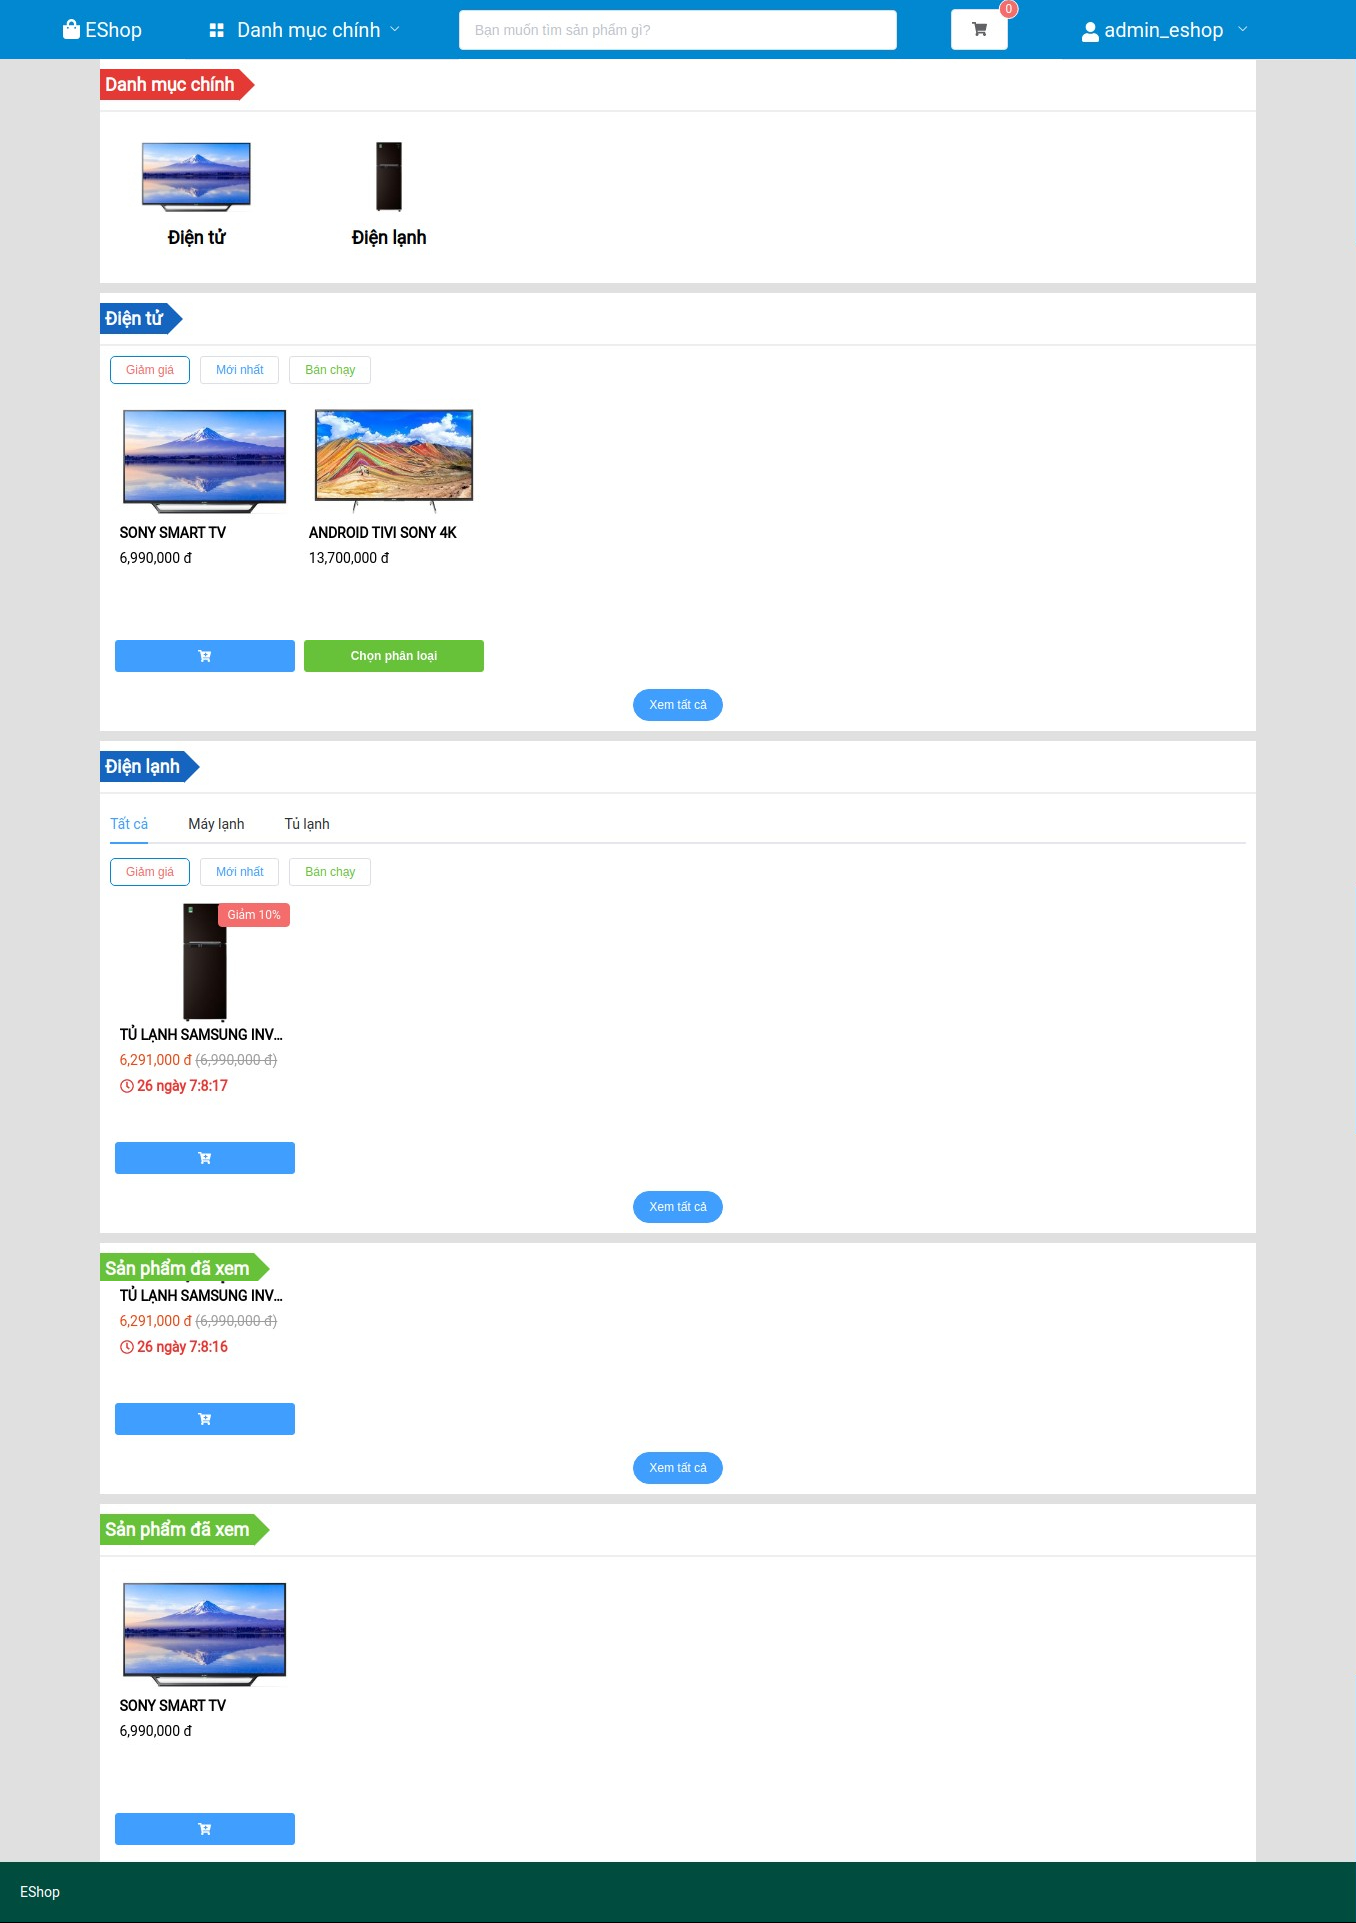 EShop
Danh mục chính
Bạn muốn tìm sản phẩm gì?
0
admin_eshop
Danh mục chính
Điện tử
Điện lạnh
Điện tử
Giảm giá
Mới nhất
Bán chạy
SONY SMART TV
ANDROID TIVI SONY 4K
6,990,000 đ
13,700,000 đ
Chọn phân loại
Xem tất cả
Điện lạnh
Tất cả
Máy lạnh
Tủ lạnh
Giảm giá
Mới nhất
Bán chạy
Giảm 10%
TỦ LẠNH SAMSUNG INV...
6,291,000 đ (6,990,000 đ)
26 ngày 7:8:17
Xem tất cả
Sản phẩm đã xem
TỦ LẠNH SAMSUNG INV...
6,291,000 đ (6,990,000 đ)
26 ngày 7:8:16
Xem tất cả
Sản phẩm đã xem
SONY SMART TV
6,990,000 đ
EShop